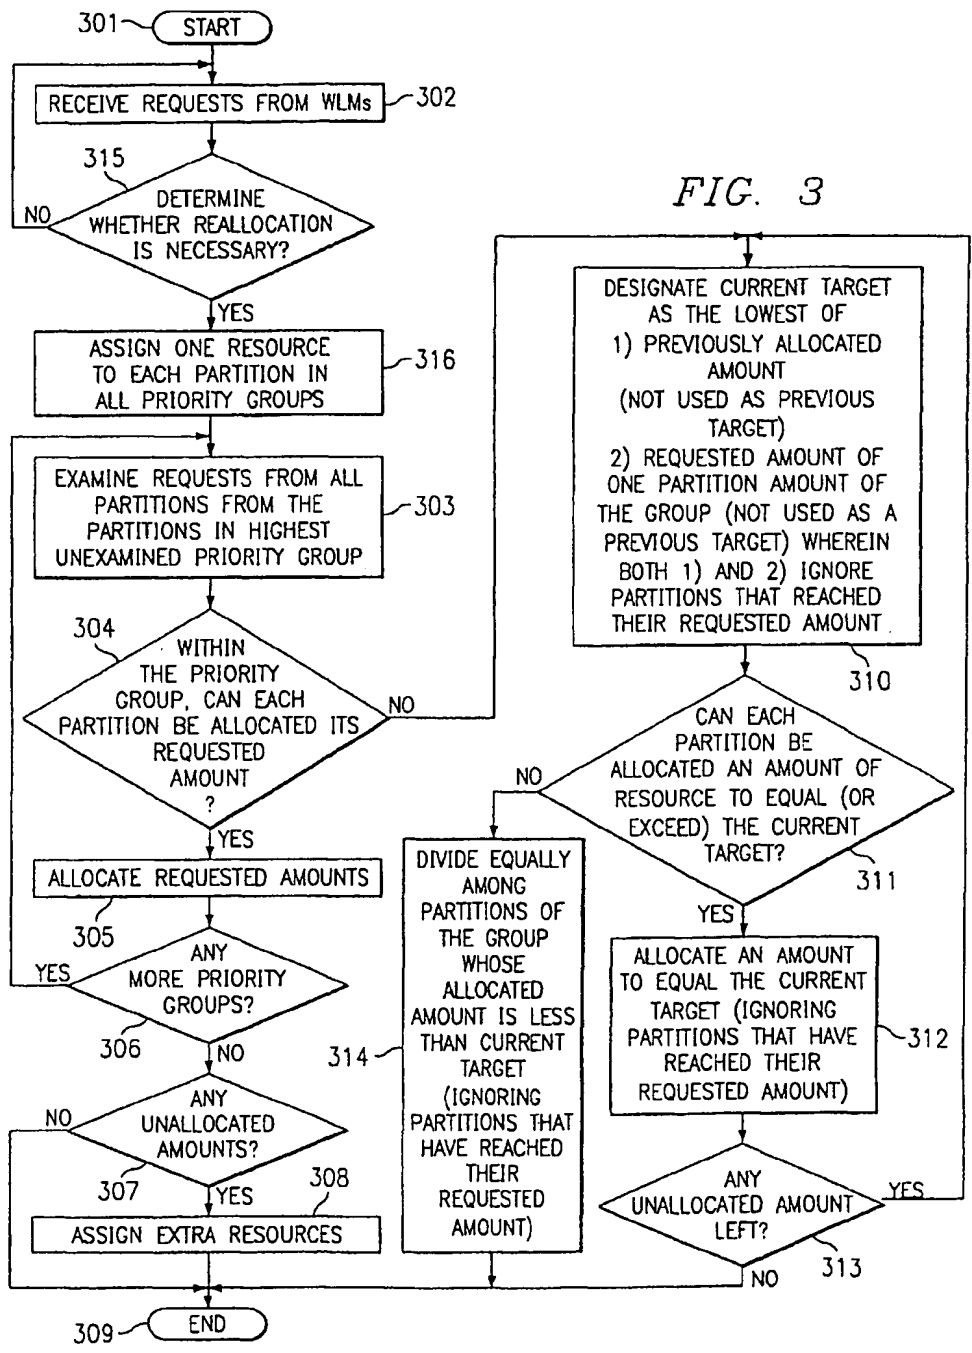 301
START
RECEIVE REQUESTS FROM WLMs
302
315
DETERMINE
WHETHER REALLOCATION
IS NECESSARY?
NO
YES
FIG. 3
ASSIGN ONE RESOURCE
TO EACH PARTITION IN
ALL PRIORITY GROUPS
316
EXAMINE REQUESTS FROM ALL
PARTITIONS FROM THE
PARTITIONS IN HIGHEST
UNEXAMINED PRIORITY GROUP
303
304
WITHIN
THE PRIORITY
GROUP, CAN EACH
PARTITION BE ALLOCATED ITS
REQUESTED
AMOUNT
?
NO
YES
ALLOCATE REQUESTED AMOUNTS
305
ANY
MORE PRIORITY
GROUPS?
YES
306
NO
ANY
UNALLOCATED
AMOUNTS?
NO
307
YES
308
ASSIGN EXTRA RESOURCES
309
END
DESIGNATE CURRENT TARGET
AS THE LOWEST OF
1) PREVIOUSLY ALLOCATED
AMOUNT
(NOT USED AS PREVIOUS
TARGET)
2) REQUESTED AMOUNT OF
ONE PARTITION AMOUNT OF
THE GROUP (NOT USED AS A
PREVIOUS TARGET) WHEREIN
BOTH 1) AND 2) IGNORE
PARTITIONS THAT REACHED
THEIR REQUESTED AMOUNT
310
CAN EACH
PARTITION BE
ALLOCATED AN AMOUNT OF
RESOURCE TO EQUAL (OR
EXCEED) THE CURRENT
TARGET?
NO
311
YES
DIVIDE EQUALLY
AMONG
PARTITIONS OF
THE GROUP
WHOSE
ALLOCATED
AMOUNT IS LESS
THAN CURRENT
TARGET
(IGNORING
PARTITIONS THAT
HAVE REACHED
THEIR
REQUESTED
AMOUNT)
314
ALLOCATE AN AMOUNT
TO EQUAL THE CURRENT
TARGET (IGNORING
PARTITIONS THAT HAVE
REACHED THEIR
REQUESTED AMOUNT)
312
ANY
UNALLOCATED AMOUNT
LEFT?
YES
313
NO